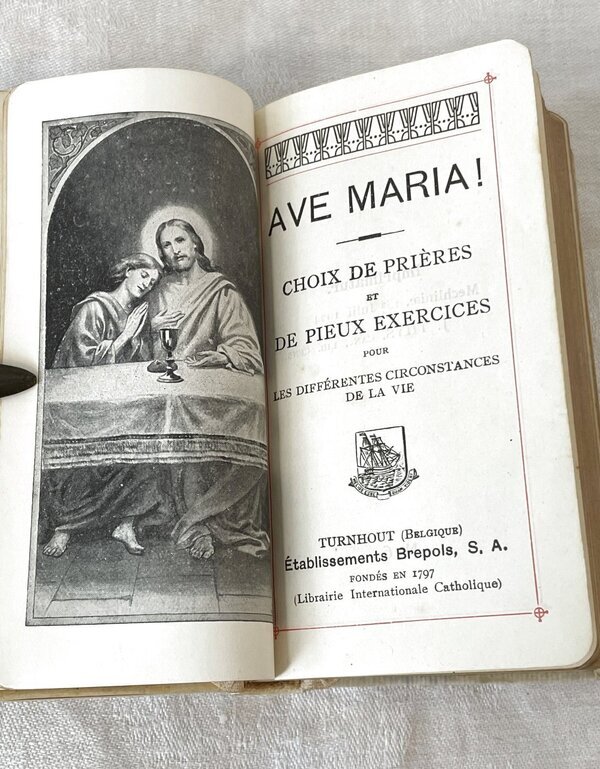 AVE MARIA!
CHOIX DE PRIÈRES
ET
DE PIEUX EXERCICES
POUR
LES DIFFÉRENTES CIRCONSTANCES
DE LA VIE
TURNHOUT (BELGIQUE)
Établissements Brepols, S. A.
FONDÉS EN 1797
(Librairie Internationale Catholique)